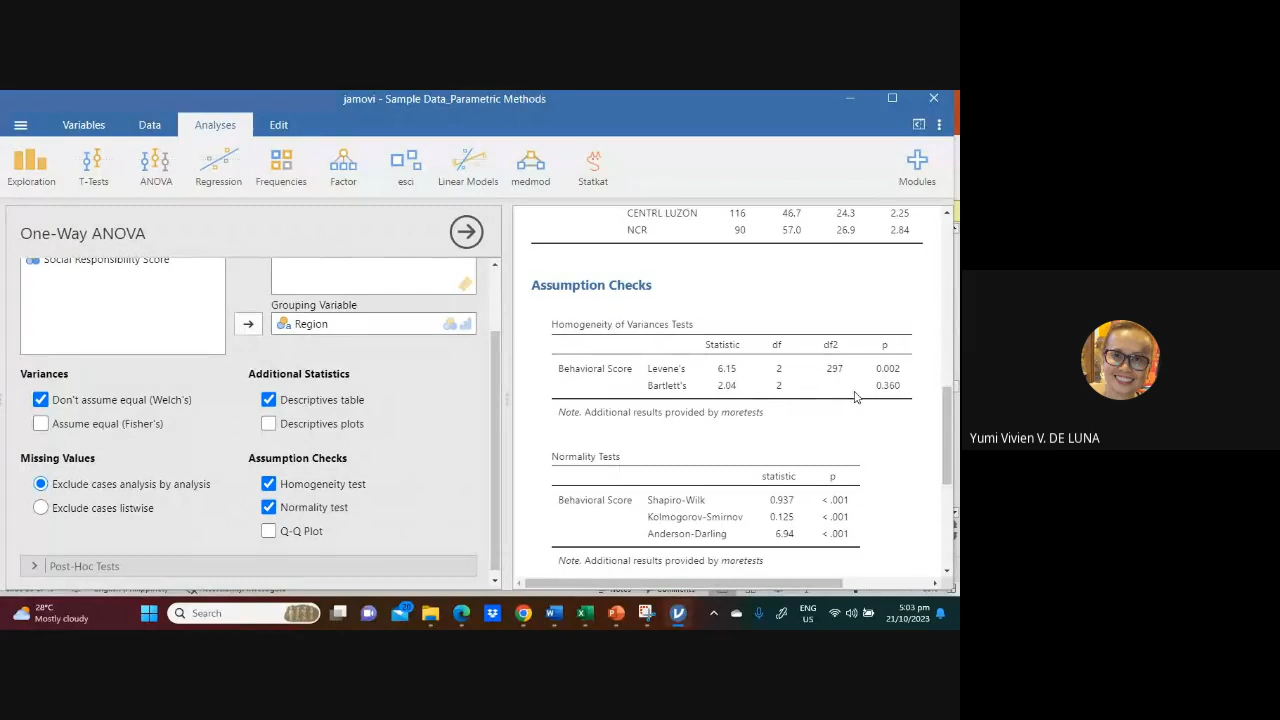 jamovi - Sample Data_Parametric Methods
Variables Data Analyses Edit
Exploration T-Tests ANOVA Regression Frequencies Factor esci Linear Models medmod Statkat Modules
One-Way ANOVA
Social Responsibility Score
Grouping Variable
Region
Variances
Don't assume equal (Welch's)
Assume equal (Fisher's)
Missing Values
Exclude cases analysis by analysis
Exclude cases listwise
Additional Statistics
Descriptives table
Descriptives plots
Assumption Checks
Homogeneity test
Normality test
Q-Q Plot
Post-Hoc Tests
CENTRL LUZON 116 46.7 24.3 2.25
NCR 90 57.0 26.9 2.84
Assumption Checks
Homogeneity of Variances Tests
Statistic df df2 p
Behavioral Score Levene's 6.15 2 297 0.002
Bartlett's 2.04 2 0.360
Note. Additional results provided by moretests
Normality Tests
statistic p
Behavioral Score Shapiro-Wilk 0.937 < .001
Kolmogorov-Smirnov 0.125 < .001
Anderson-Darling 6.94 < .001
Note. Additional results provided by moretests
Yumi Vivien V. DE LUNA
28°C
Mostly cloudy
Search
ENG
US
5:03 pm
21/10/2023